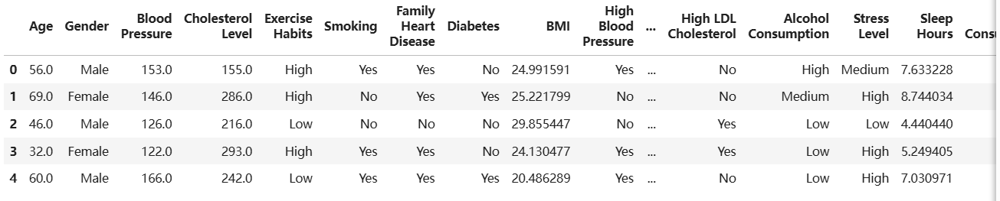 Age Gender Blood Pressure Cholesterol Level Exercise Habits Smoking Family Heart Disease Diabetes BMI High Blood Pressure ... High LDL Cholesterol Alcohol Consumption Stress Level Sleep Hours
0 56.0 Male 153.0 155.0 High Yes Yes No 24.991591 Yes ... No High Medium 7.633228
1 69.0 Female 146.0 286.0 High No Yes Yes 25.221799 No ... No Medium High 8.744034
2 46.0 Male 126.0 216.0 Low No No No 29.855447 No ... Yes Low Low 4.440440
3 32.0 Female 122.0 293.0 High Yes Yes No 24.130477 Yes ... Yes Low High 5.249405
4 60.0 Male 166.0 242.0 Low Yes Yes Yes 20.486289 Yes ... No Low High 7.030971